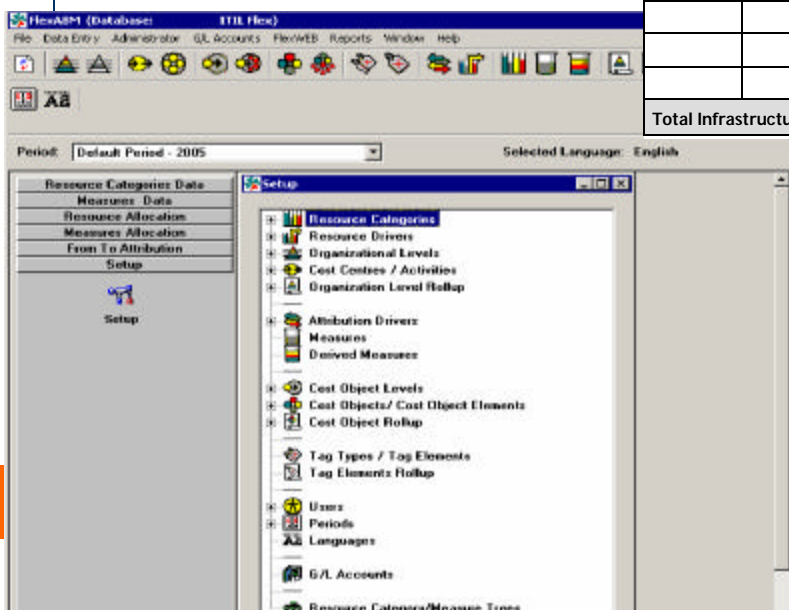 FlexABM (Database: ITIL Flex)
File Data Entry Administrator G/L Accounts FlexWEB Reports Window Help
Total Infrastructu
Period: Default Period - 2005
Selected Language: English
Resource Categories Data
Measures Data
Resource Allocation
Measures Allocation
From To Attribution
Setup
Setup
Setup
Resource Categories
Resource Drivers
Organizational Levels
Cost Centres / Activities
Organization Level Rollup
Attribution Drivers
Measures
Derived Measures
Cost Object Levels
Cost Objects/ Cost Object Elements
Cost Object Rollup
Tag Types / Tag Elements
Tag Elements Rollup
Users
Periods
Languages
G/L Accounts
Resource Category/Measure Types